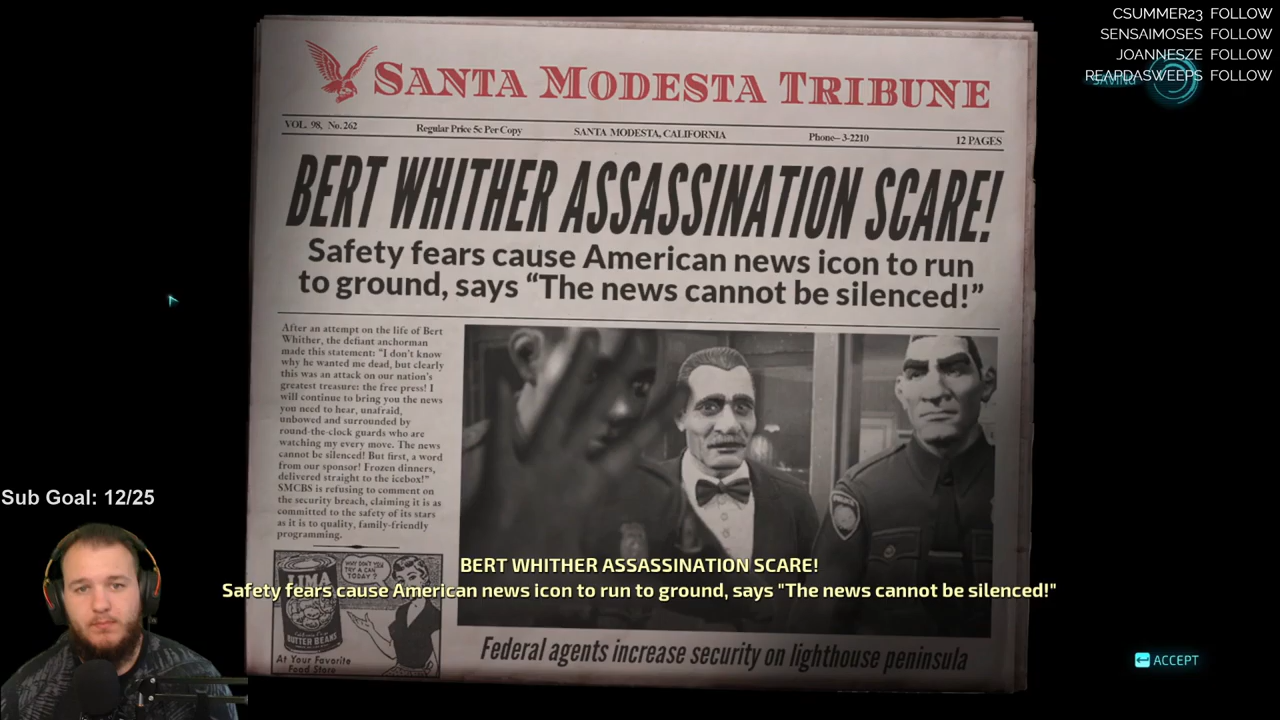 CSUMMER23 FOLLOW
SENSAIMOSES FOLLOW
JOANNESZE FOLLOW
REAPDASWEEPS FOLLOW
SAVING
SANTA MODESTA TRIBUNE
VOL. 98, No. 262 Regular Price 5c Per Copy SANTA MODESTA, CALIFORNIA Phone– 3-2210 12 PAGES
BERT WHITHER ASSASSINATION SCARE!
Safety fears cause American news icon to run
to ground, says “The news cannot be silenced!”
After an attempt on the life of Bert
Whither, the defiant anchorman
made this statement: "I don't know
why he wanted me dead, but clearly
this was an attack on our nation's
greatest treasure: the free press! I
will continue to bring you the news
you need to hear, unafraid,
unbowed and surrounded by
round-the-clock guards who are
watching my every move. The news
cannot be silenced! But first, a word
from our sponsor! Frozen dinners,
delivered straight to the icebox!"
SMCBS is refusing to comment on
the security breach, claiming it is as
committed to the safety of its stars
as it is to quality, family-friendly
programming.
Sub Goal: 12/25
WHY DON'T YOU
TRY A CAN
TODAY?
LIMA
BUTTER BEANS
At Your Favorite
Food Store
BERT WHITHER ASSASSINATION SCARE!
Safety fears cause American news icon to run to ground, says "The news cannot be silenced!"
Federal agents increase security on lighthouse peninsula
ACCEPT